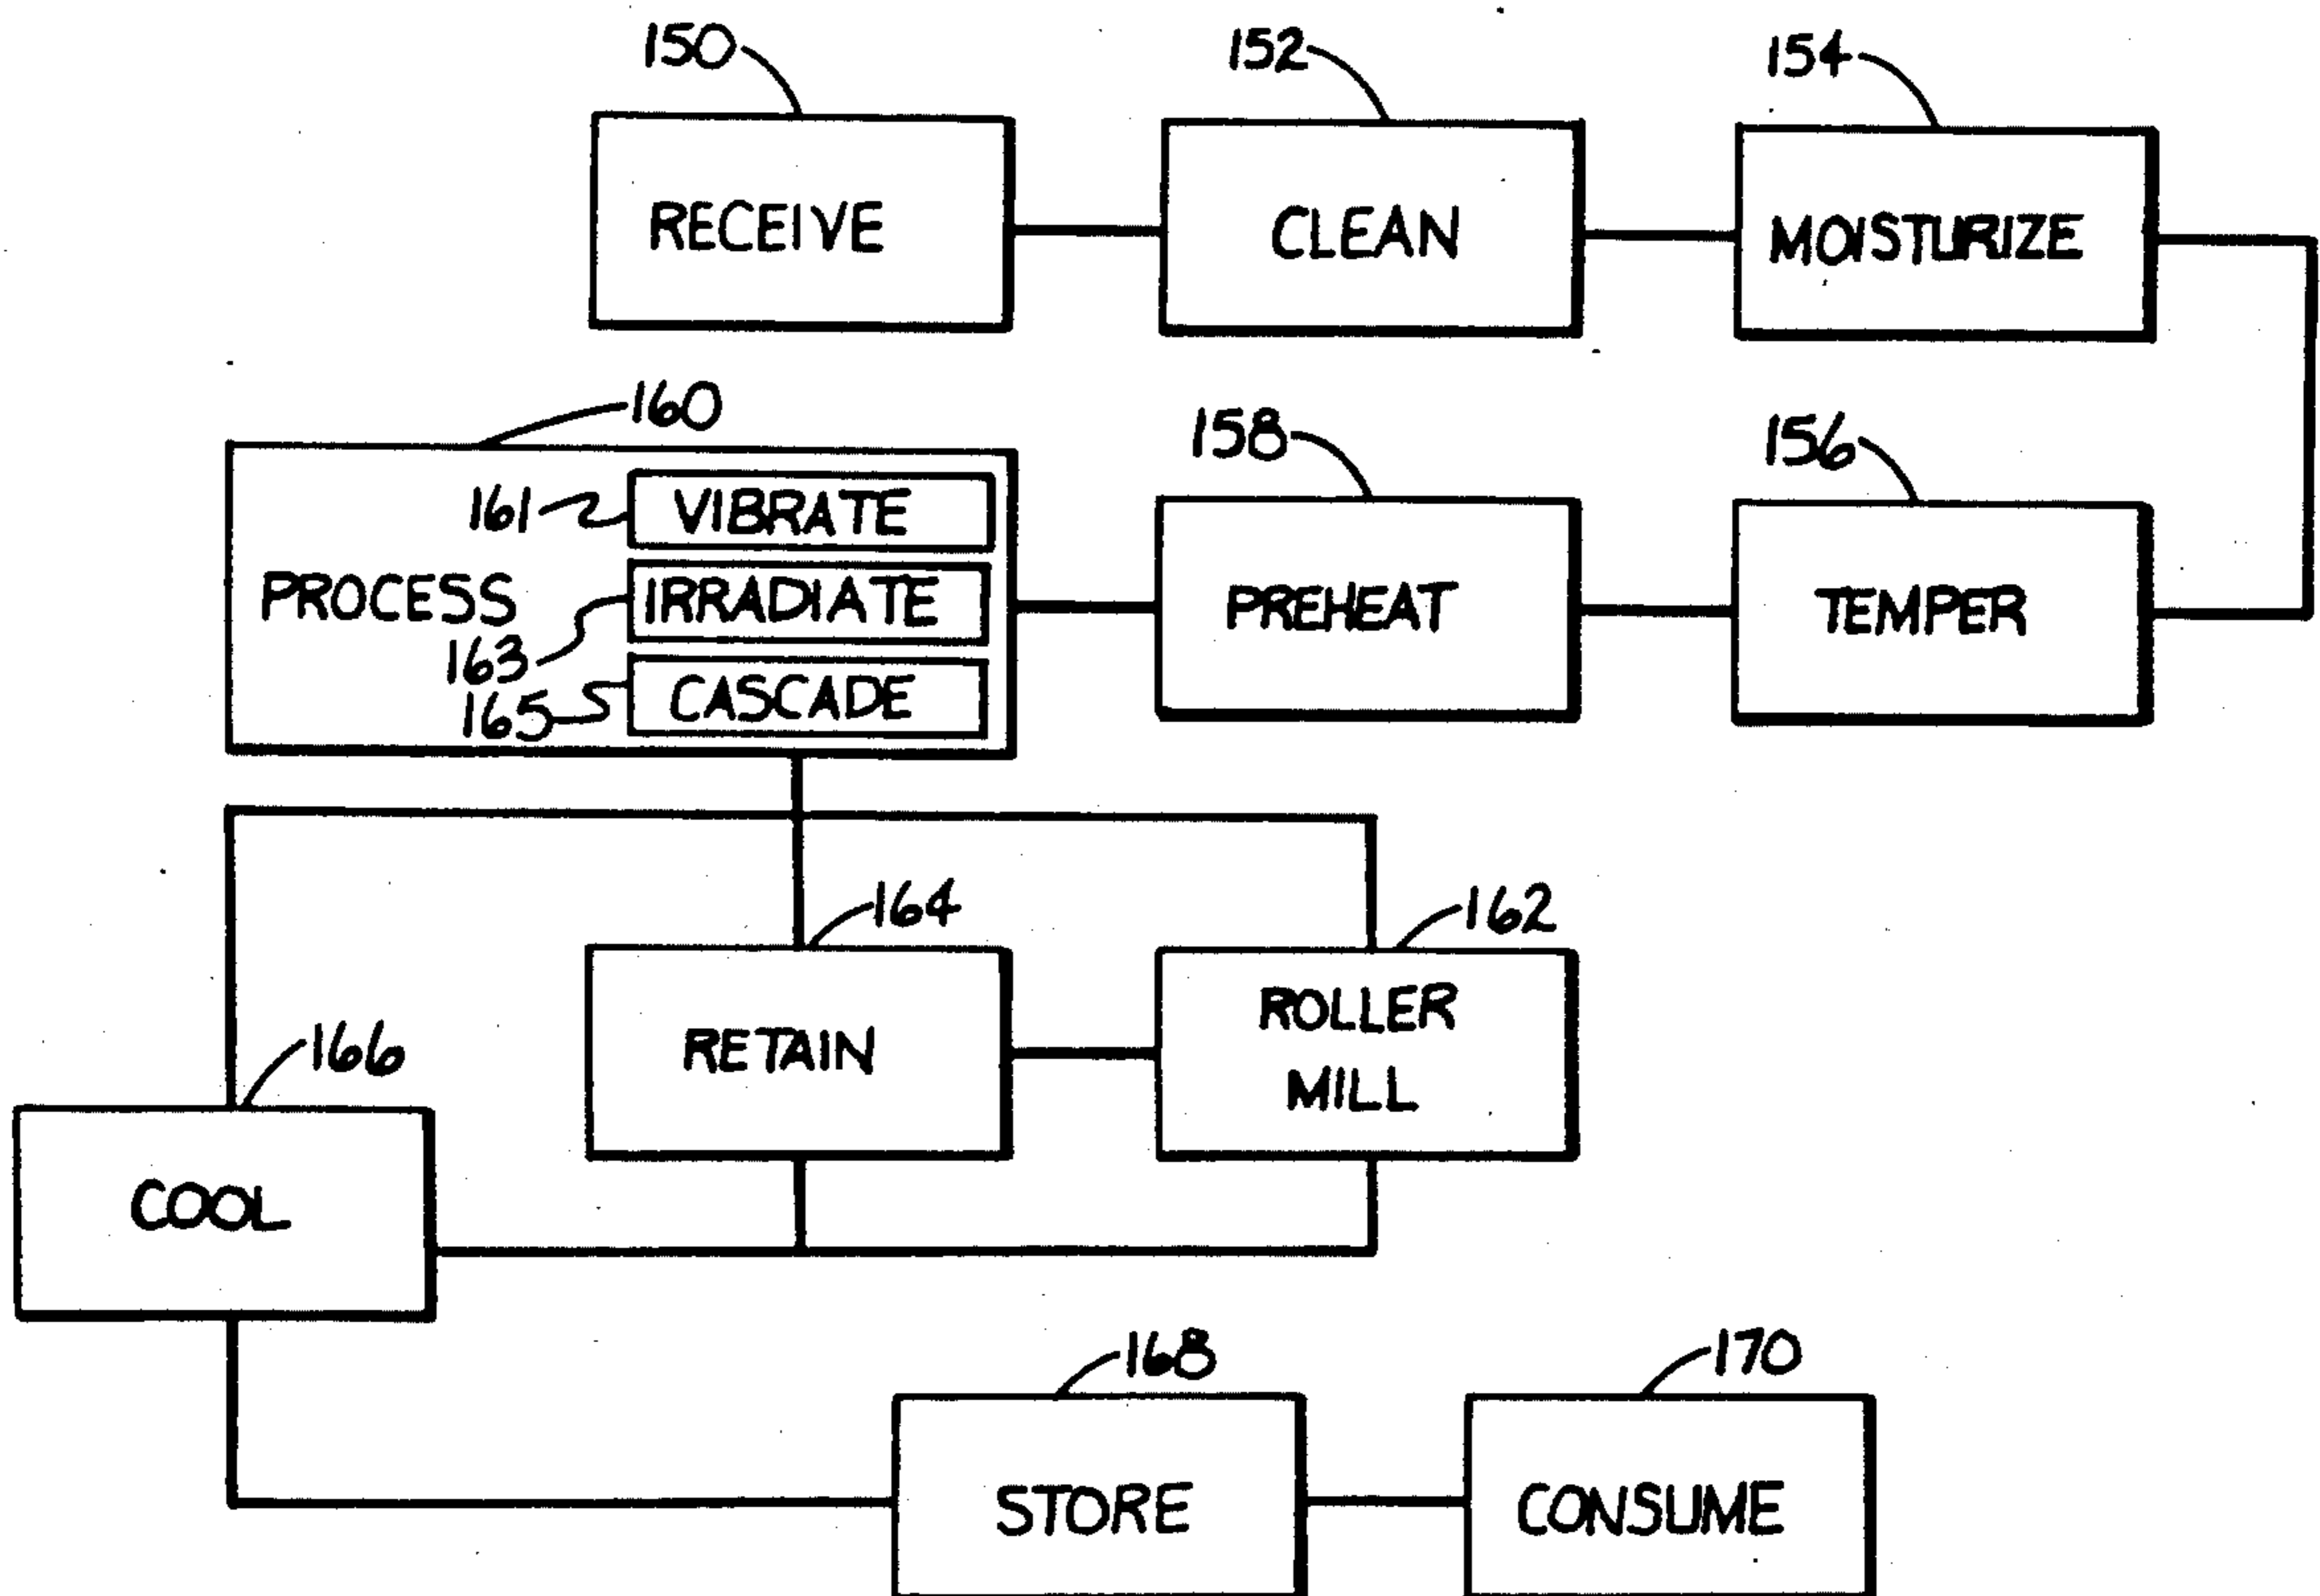 150
152
154
RECEIVE
CLEAN
MOISTURIZE
160
158
156
161
VIBRATE
PROCESS
IRRADIATE
PREHEAT
TEMPER
163
165
CASCADE
164
162
166
RETAIN
ROLLER
MILL
COOL
168
170
STORE
CONSUME